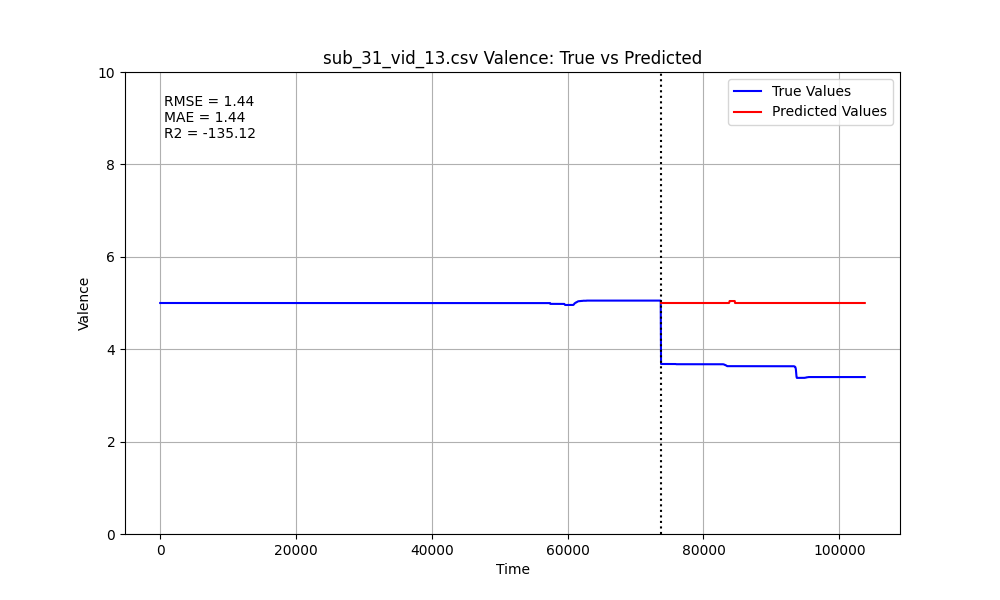 sub_31_vid_13.csv Valence: True vs Predicted
RMSE = 1.44
MAE = 1.44
R2 = -135.12
True Values
Predicted Values
10
8
6
4
2
0
Valence
0
20000
40000
60000
80000
100000
Time